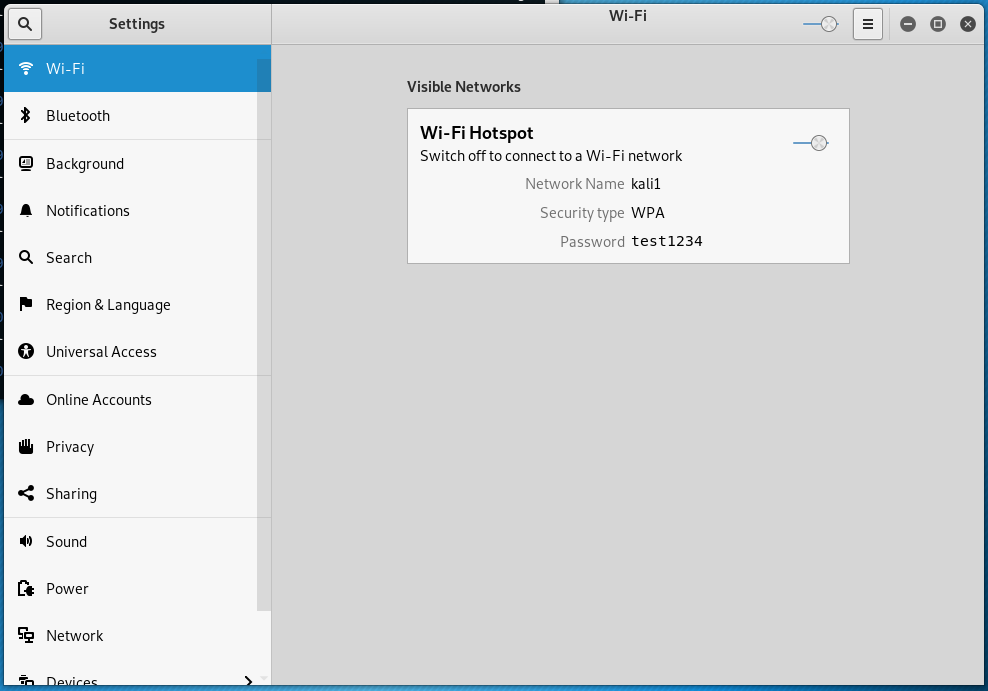 Settings
Wi-Fi
Wi-Fi
Bluetooth
Background
Notifications
Search
Region & Language
Universal Access
Online Accounts
Privacy
Sharing
Sound
Power
Network
Devices
Visible Networks
Wi-Fi Hotspot
Switch off to connect to a Wi-Fi network
Network Name kali1
Security type WPA
Password test1234